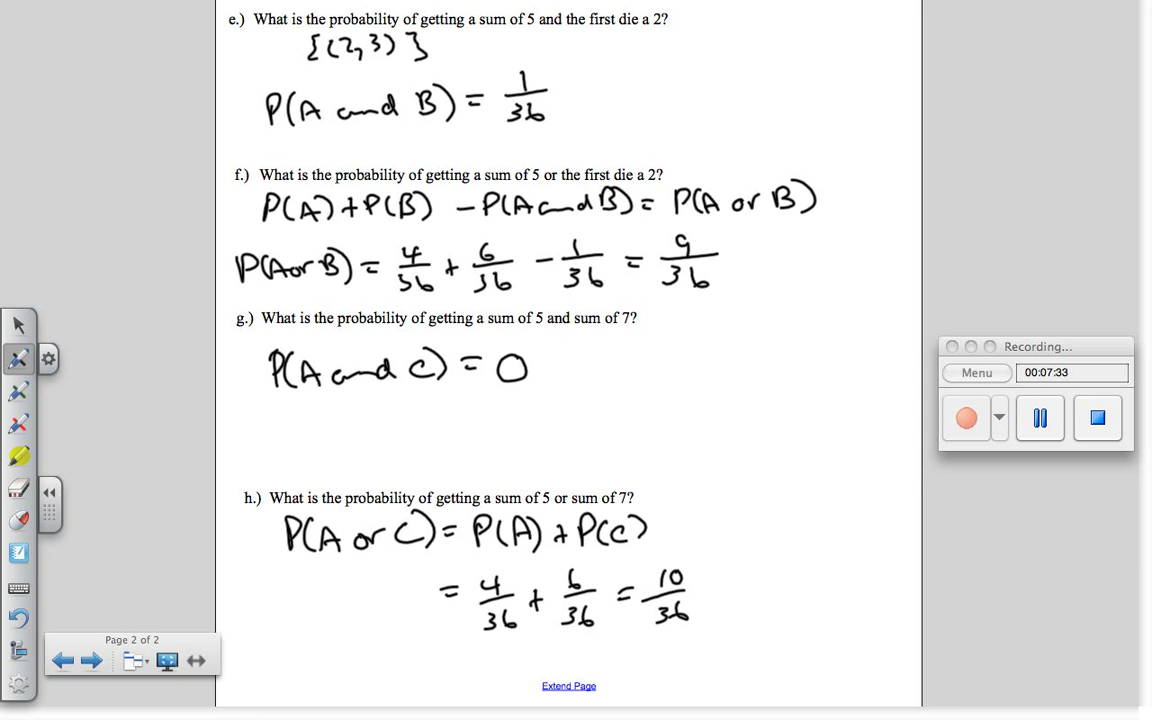 e.) What is the probability of getting a sum of 5 and the first die a 2?
{(2,3)}
P(A and B) = 1/36
f.) What is the probability of getting a sum of 5 or the first die a 2?
P(A) + P(B) - P(A and B) = P(A or B)
P(A or B) = 4/36 + 6/36 - 1/36 = 9/36
g.) What is the probability of getting a sum of 5 and sum of 7?
Recording...
Menu
00:07:33
P(A and C) = 0
h.) What is the probability of getting a sum of 5 or sum of 7?
P(A or C) = P(A) + P(C)
= 4/36 + 6/36 = 10/36
Page 2 of 2
Extend Page